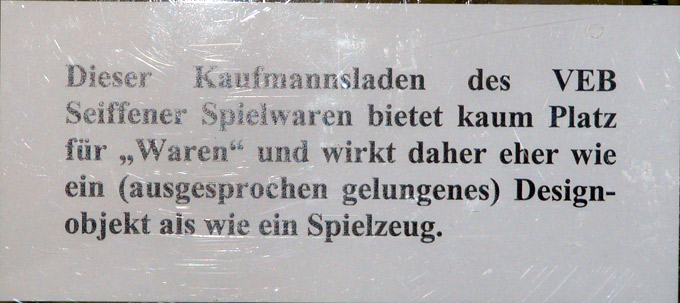 Dieser Kaufmannsladen des VEB
Seiffener Spielwaren bietet kaum Platz
für „Waren“ und wirkt daher eher wie
ein (ausgesprochen gelungenes) Design-
objekt als wie ein Spielzeug.